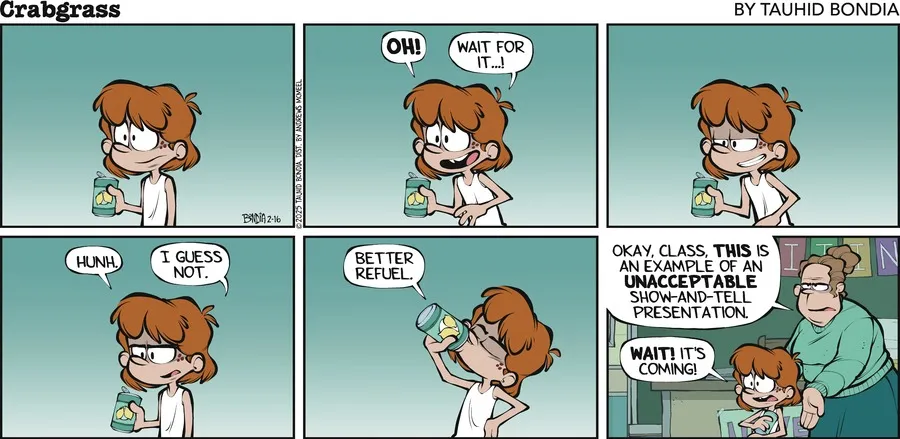 Crabgrass
BY TAUHID BONDIA
OH!
WAIT FOR
IT...!
©2025 TAUHID BONDIA. DIST. BY ANDREWS MCMEEL
BONDIA 2-16
HUNH.
I GUESS
NOT.
BETTER
REFUEL.
OKAY, CLASS, THIS IS
AN EXAMPLE OF AN
UNACCEPTABLE
SHOW-AND-TELL
PRESENTATION.
WAIT! IT'S
COMING!